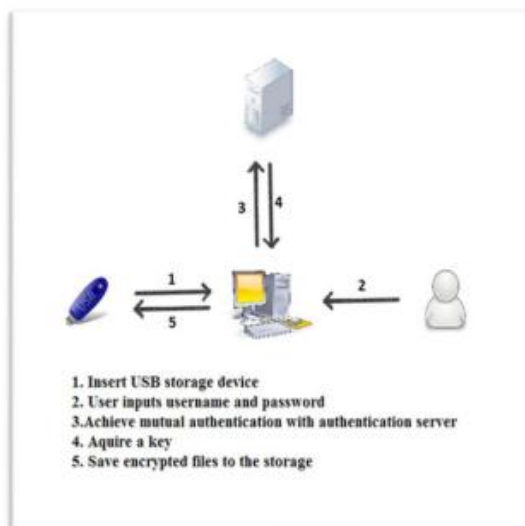 3
4
1
5
2
USB
1. Insert USB storage device
2. User inputs username and password
3.Achieve mutual authentication with authentication server
4. Aquire a key
5. Save encrypted files to the storage